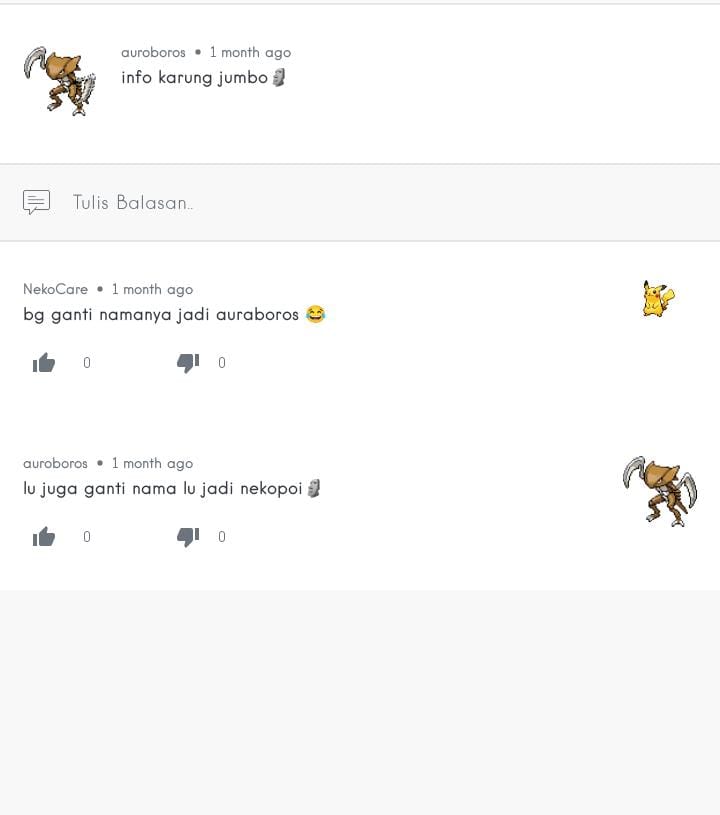 auroboros • 1 month ago
info karung jumbo🗿
Tulis Balasan..
NekoCare • 1 month ago
bg ganti namanya jadi auraboros 😂
0 0
auroboros • 1 month ago
lu juga ganti nama lu jadi nekopoi🗿
0 0